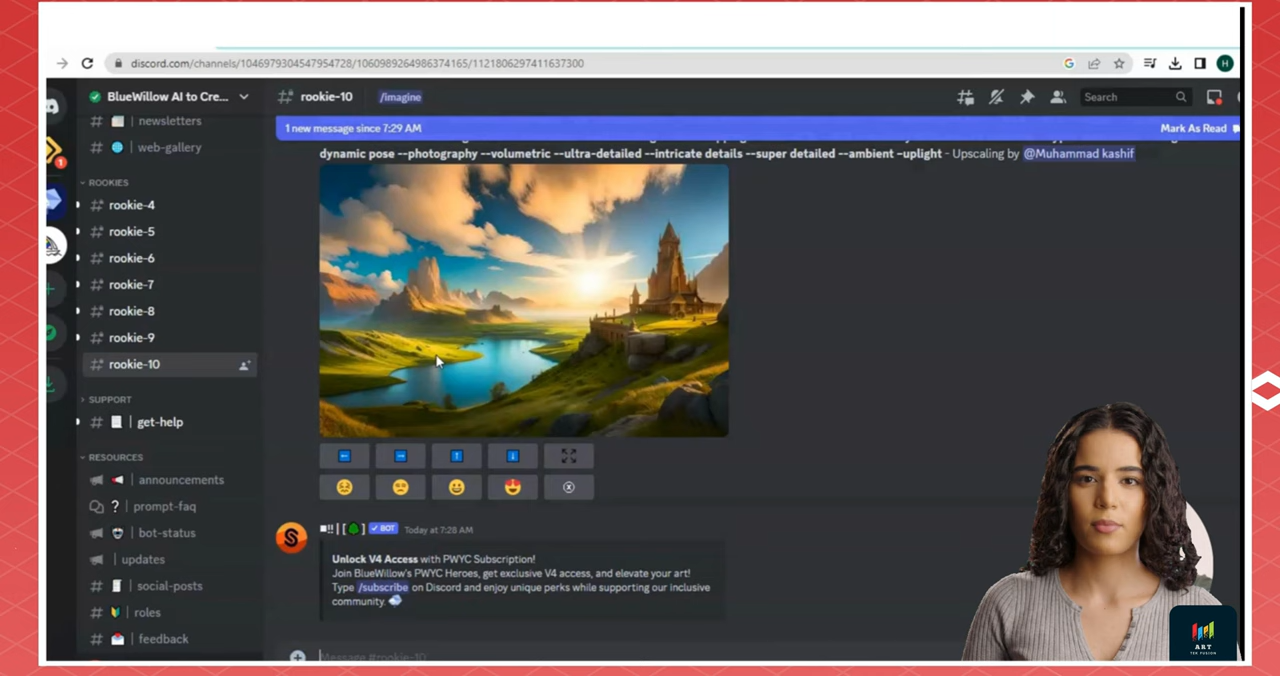 discord.com/channels/1046979304547954728/1060989264986374165/1121806297411637300
H
BlueWillow AI to Cre...
# rookie-10 /imagine
Search
# | newsletters
# | web-gallery
ROOKIES
# rookie-4
# rookie-5
# rookie-6
# rookie-7
# rookie-8
# rookie-9
# rookie-10
SUPPORT
# | get-help
RESOURCES
| announcements
? | prompt-faq
| bot-status
| updates
# | social-posts
# | roles
# | feedback
1 new message since 7:29 AM Mark As Read
dynamic pose --photography --volumetric --ultra-detailed --intricate details --super detailed --ambient –uplight - Upscaling by @Muhammad kashif
BOT Today at 7:28 AM
Unlock V4 Access with PWYC Subscription!
Join BlueWillow's PWYC Heroes, get exclusive V4 access, and elevate your art!
Type /subscribe on Discord and enjoy unique perks while supporting our inclusive
community.
Message #rookie-10
ART